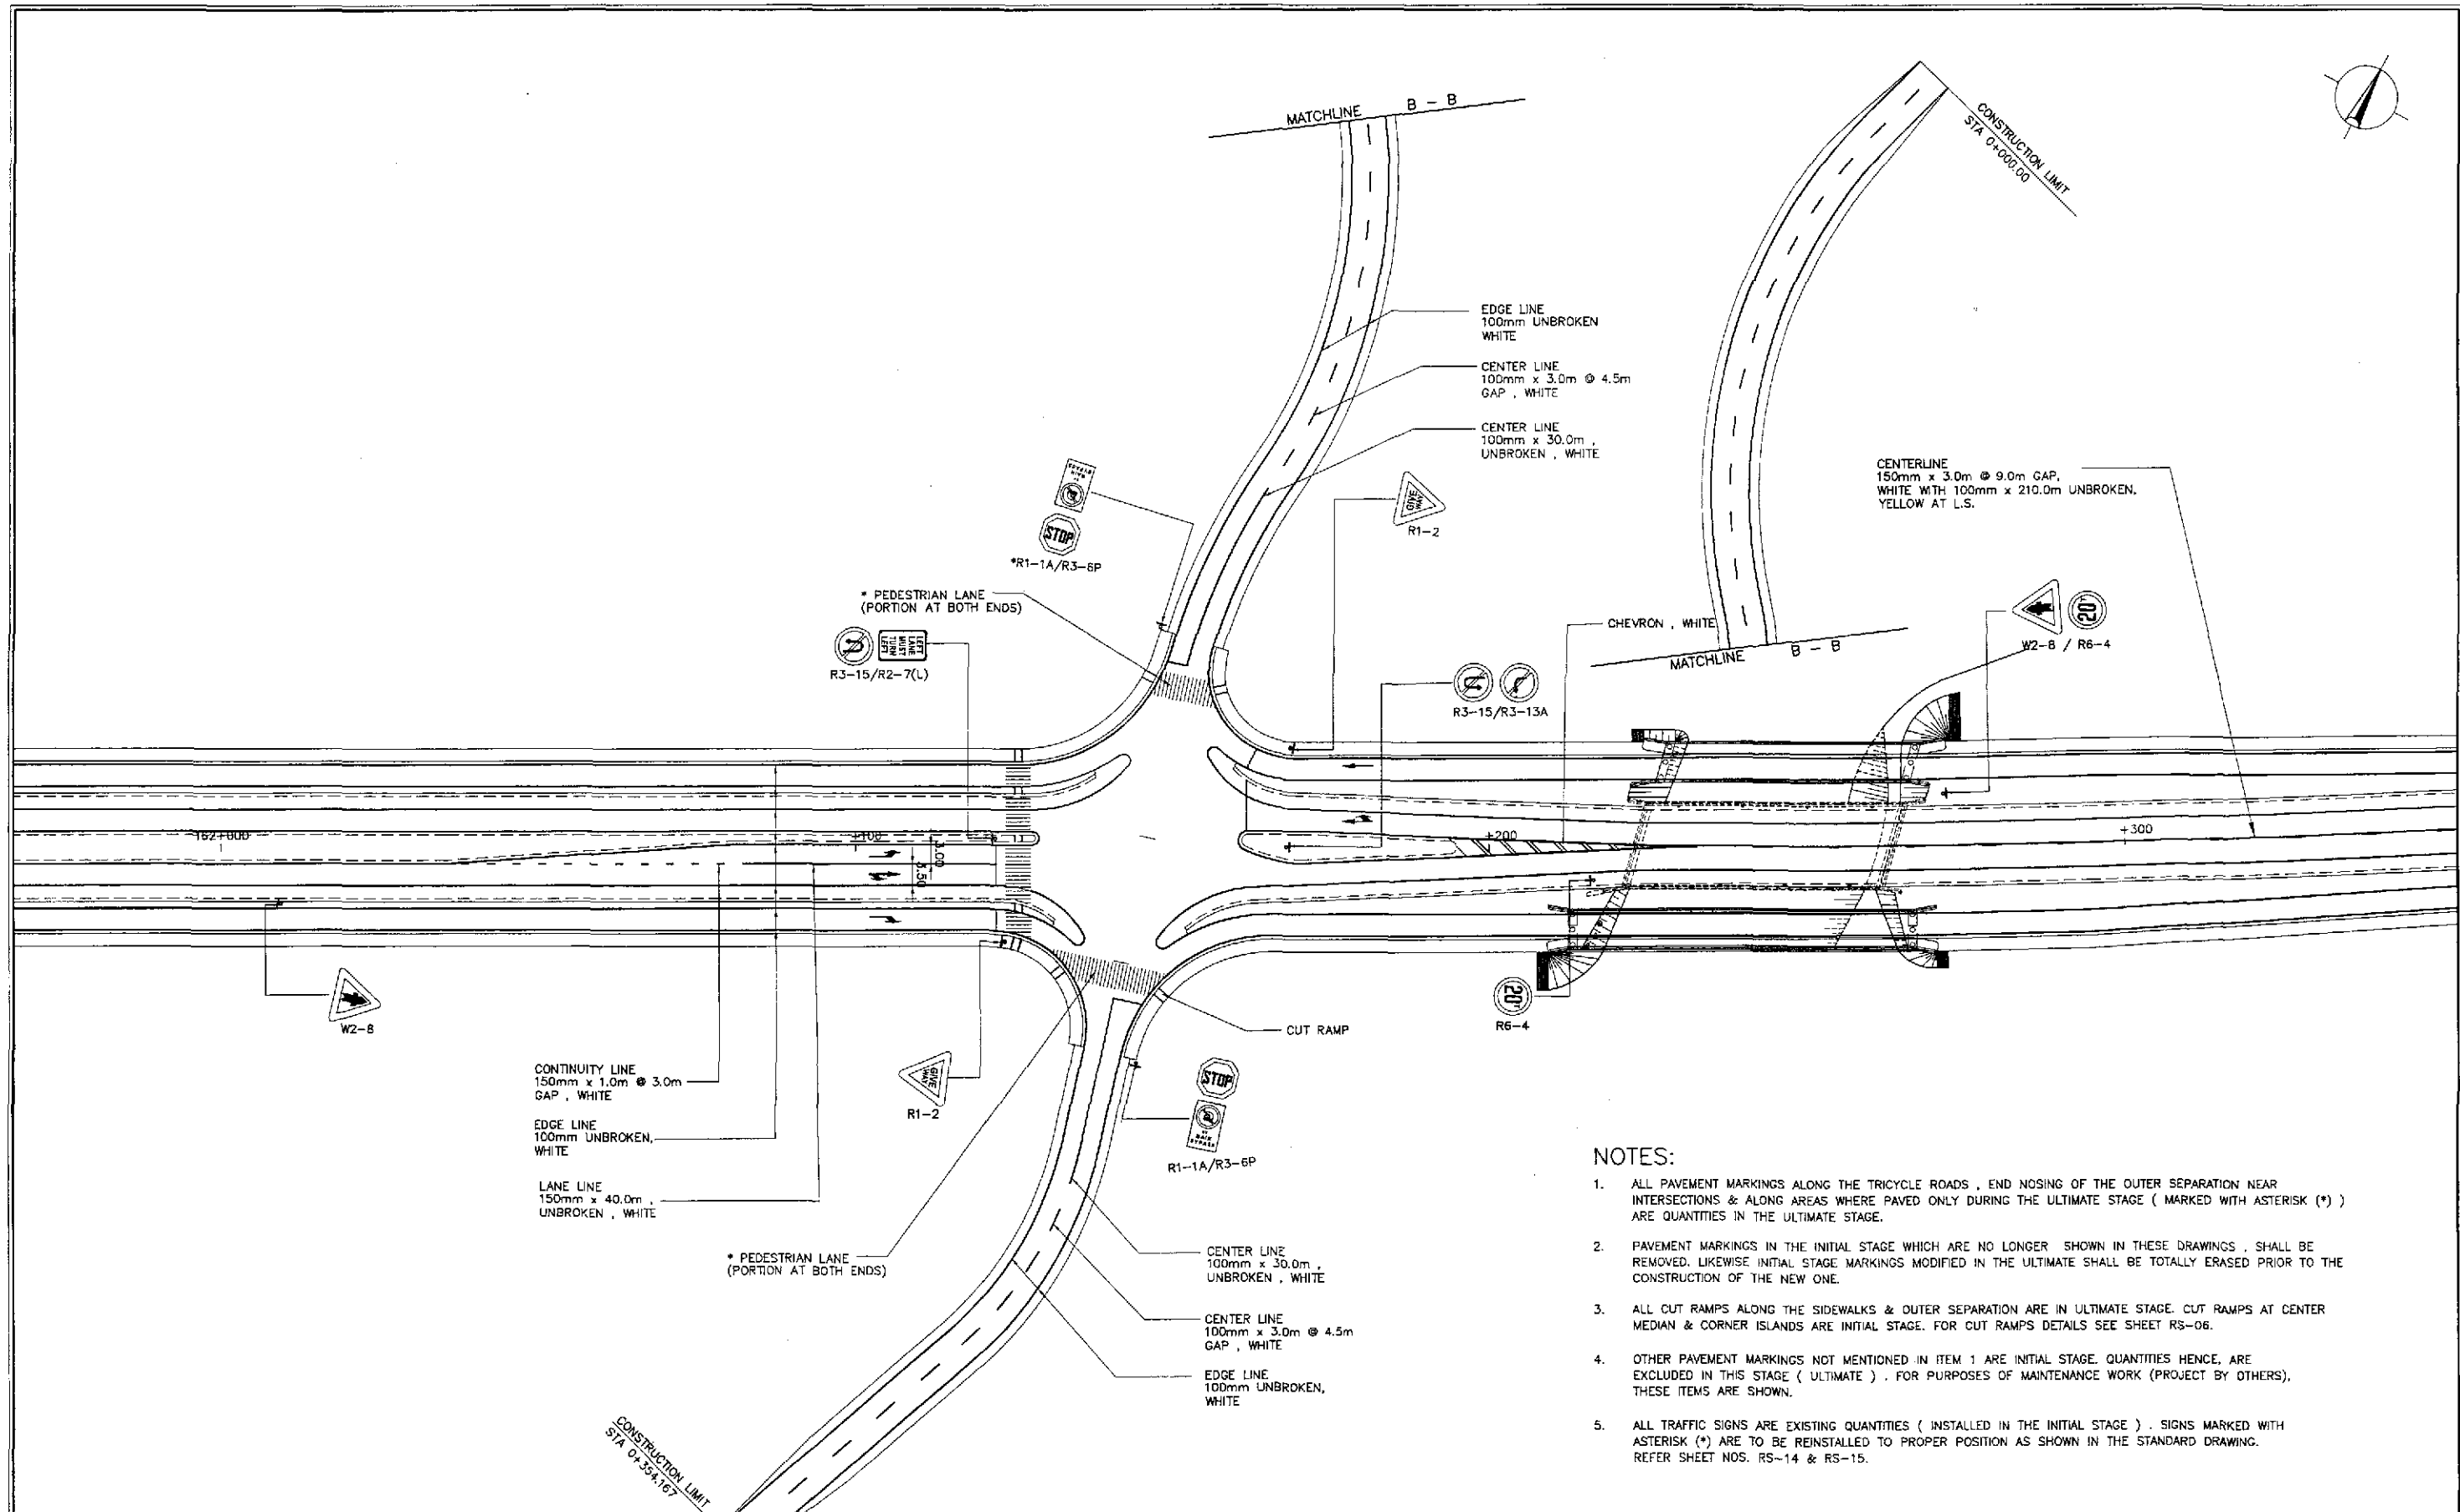 MATCHLINE B - B
CONSTRUCTION LIMIT
STA 0+000.00
EDGE LINE
100mm UNBROKEN
WHITE
CENTER LINE
100mm x 3.0m @ 4.5m
GAP , WHITE
CENTER LINE
100mm x 30.0m ,
UNBROKEN , WHITE
CENTERLINE
150mm x 3.0m @ 9.0m GAP,
WHITE WITH 100mm x 210.0m UNBROKEN,
YELLOW AT L.S.
STOP
*R1-1A/R3-6P
GIVE
WAY
R1-2
* PEDESTRIAN LANE
(PORTION AT BOTH ENDS)
LEFT
LANE
MUST
TURN
LEFT
R3-15/R2-7(L)
CHEVRON , WHITE
MATCHLINE B - B
20T
W2-8 / R6-4
R3-15/R3-13A
162+000
+100
+200
+300
3.00
3.50
W2-8
20T
R6-4
CUT RAMP
CONTINUITY LINE
150mm x 1.0m @ 3.0m
GAP , WHITE
EDGE LINE
100mm UNBROKEN,
WHITE
LANE LINE
150mm x 40.0m ,
UNBROKEN , WHITE
GIVE
WAY
R1-2
STOP
BY PASS
R1-1A/R3-6P
* PEDESTRIAN LANE
(PORTION AT BOTH ENDS)
CENTER LINE
100mm x 30.0m ,
UNBROKEN , WHITE
CENTER LINE
100mm x 3.0m @ 4.5m
GAP , WHITE
EDGE LINE
100mm UNBROKEN,
WHITE
CONSTRUCTION LIMIT
STA 0+354.167
NOTES:
1. ALL PAVEMENT MARKINGS ALONG THE TRICYCLE ROADS , END NOSING OF THE OUTER SEPARATION NEAR
INTERSECTIONS & ALONG AREAS WHERE PAVED ONLY DURING THE ULTIMATE STAGE ( MARKED WITH ASTERISK (*) )
ARE QUANTITIES IN THE ULTIMATE STAGE.
2. PAVEMENT MARKINGS IN THE INITIAL STAGE WHICH ARE NO LONGER SHOWN IN THESE DRAWINGS , SHALL BE
REMOVED. LIKEWISE INITIAL STAGE MARKINGS MODIFIED IN THE ULTIMATE SHALL BE TOTALLY ERASED PRIOR TO THE
CONSTRUCTION OF THE NEW ONE.
3. ALL CUT RAMPS ALONG THE SIDEWALKS & OUTER SEPARATION ARE IN ULTIMATE STAGE. CUT RAMPS AT CENTER
MEDIAN & CORNER ISLANDS ARE INITIAL STAGE. FOR CUT RAMPS DETAILS SEE SHEET RS-06.
4. OTHER PAVEMENT MARKINGS NOT MENTIONED IN ITEM 1 ARE INITIAL STAGE. QUANTITIES HENCE, ARE
EXCLUDED IN THIS STAGE ( ULTIMATE ) . FOR PURPOSES OF MAINTENANCE WORK (PROJECT BY OTHERS),
THESE ITEMS ARE SHOWN.
5. ALL TRAFFIC SIGNS ARE EXISTING QUANTITIES ( INSTALLED IN THE INITIAL STAGE ) . SIGNS MARKED WITH
ASTERISK (*) ARE TO BE REINSTALLED TO PROPER POSITION AS SHOWN IN THE STANDARD DRAWING.
REFER SHEET NOS. RS-14 & RS-15.